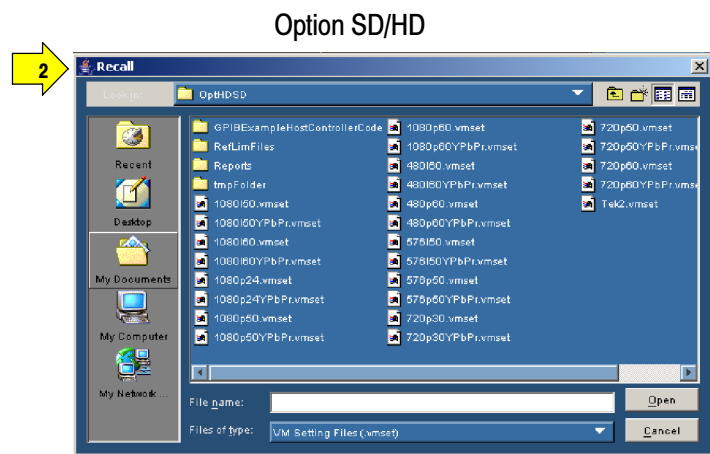 Option SD/HD
2
Recall
Look in:
OptHDSD
Recent
Desktop
My Documents
My Computer
My Network ...
GPIBExampleHostControllerCode
RefLimFiles
Reports
tmpFolder
1080i50.vmset
1080i50YPbPr.vmset
1080i60.vmset
1080i60YPbPr.vmset
1080p24.vmset
1080p24YPbPr.vmset
1080p50.vmset
1080p50YPbPr.vmset
1080p60.vmset
1080p60YPbPr.vmset
480i60.vmset
480i60YPbPr.vmset
480p60.vmset
480p60YPbPr.vmset
576i50.vmset
576i50YPbPr.vmset
576p50.vmset
576p50YPbPr.vmset
720p30.vmset
720p30YPbPr.vmset
720p50.vmset
720p50YPbPr.vmse
720p60.vmset
720p60YPbPr.vmse
Tek2.vmset
File name:
Open
Files of type:
VM Setting Files (.vmset)
Cancel